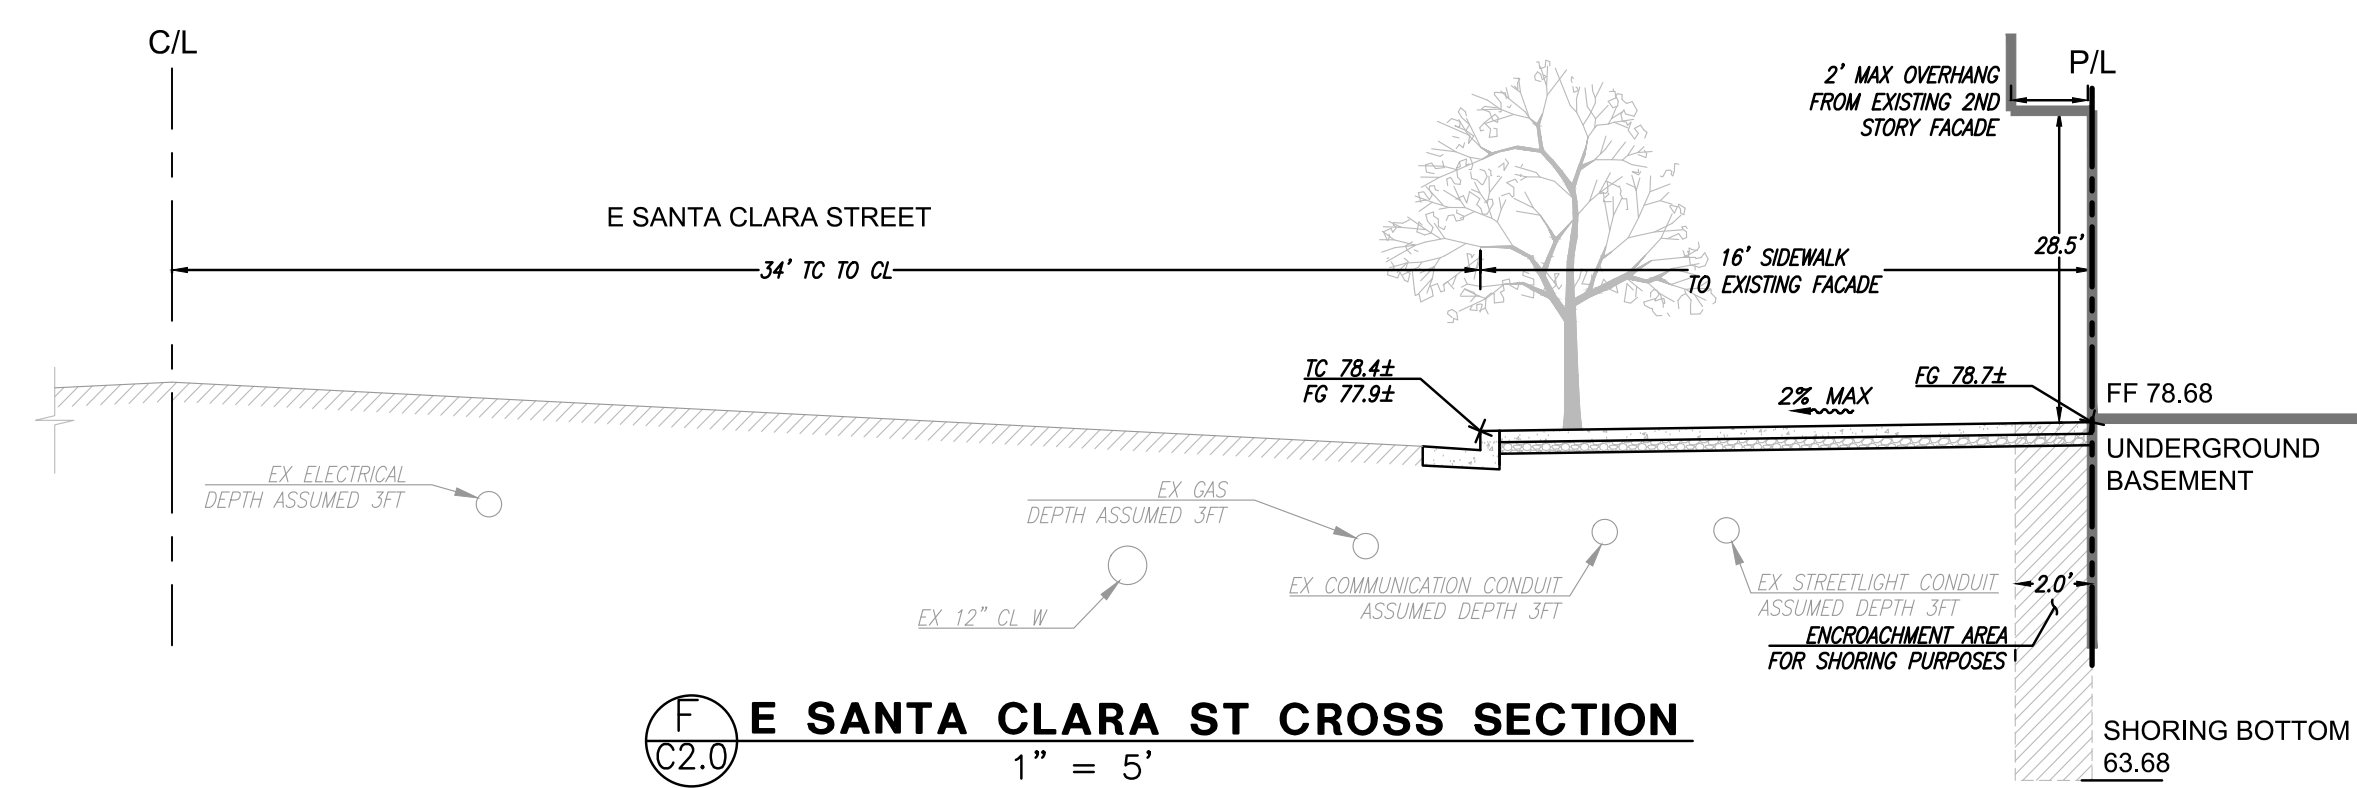 C/L
2' MAX OVERHANG
FROM EXISTING 2ND
STORY FACADE
P/L
E SANTA CLARA STREET
34' TC TO CL
16' SIDEWALK
TO EXISTING FACADE
28.5'
TC 78.4±
FG 77.9±
2% MAX
FG 78.7±
FF 78.68
UNDERGROUND
BASEMENT
EX ELECTRICAL
DEPTH ASSUMED 3FT
EX GAS
DEPTH ASSUMED 3FT
EX 12" CL W
EX COMMUNICATION CONDUIT
ASSUMED DEPTH 3FT
EX STREETLIGHT CONDUIT
ASSUMED DEPTH 3FT
2.0'
ENCROACHMENT AREA
FOR SHORING PURPOSES
F
C2.0
E SANTA CLARA ST CROSS SECTION
1" = 5'
SHORING BOTTOM
63.68